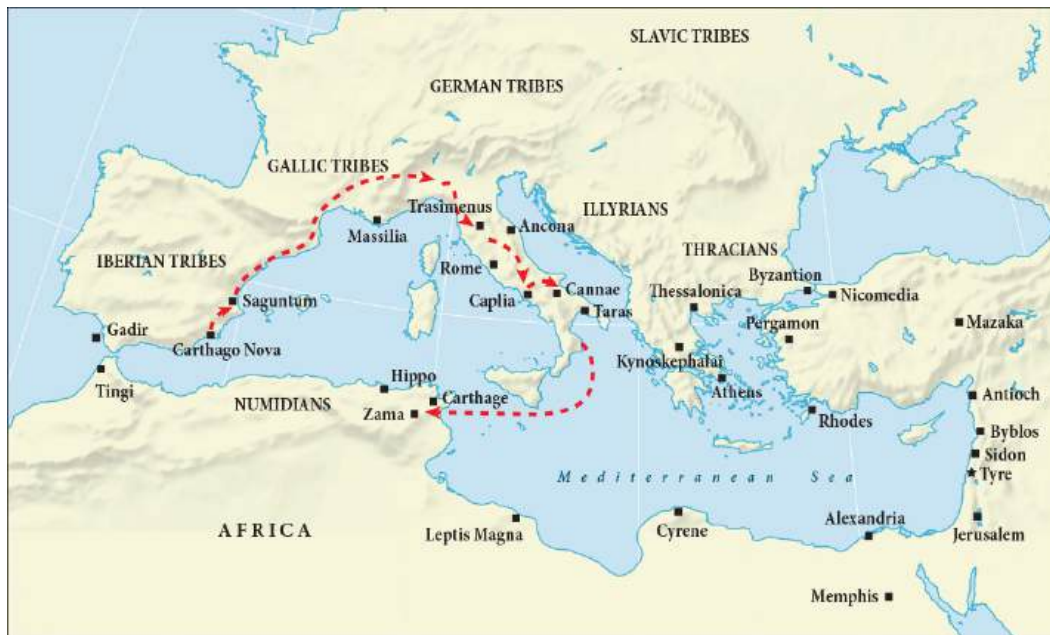 SLAVIC TRIBES
GERMAN TRIBES
GALLIC TRIBES
Trasimenus
ILLYRIANS
Massilia
Ancona
THRACIANS
IBERIAN TRIBES
Rome
Byzantion
Saguntum
Caplia
Cannae
Thessalonica
Nicomedia
Taras
Pergamon
Mazaka
Gadir
Carthago Nova
Kynoskephalai
Tingi
Hippo
Athens
NUMIDIANS
Carthage
Antioch
Zama
Rhodes
Byblos
Sidon
Mediterranean Sea
Tyre
AFRICA
Leptis Magna
Cyrene
Alexandria
Jerusalem
Memphis